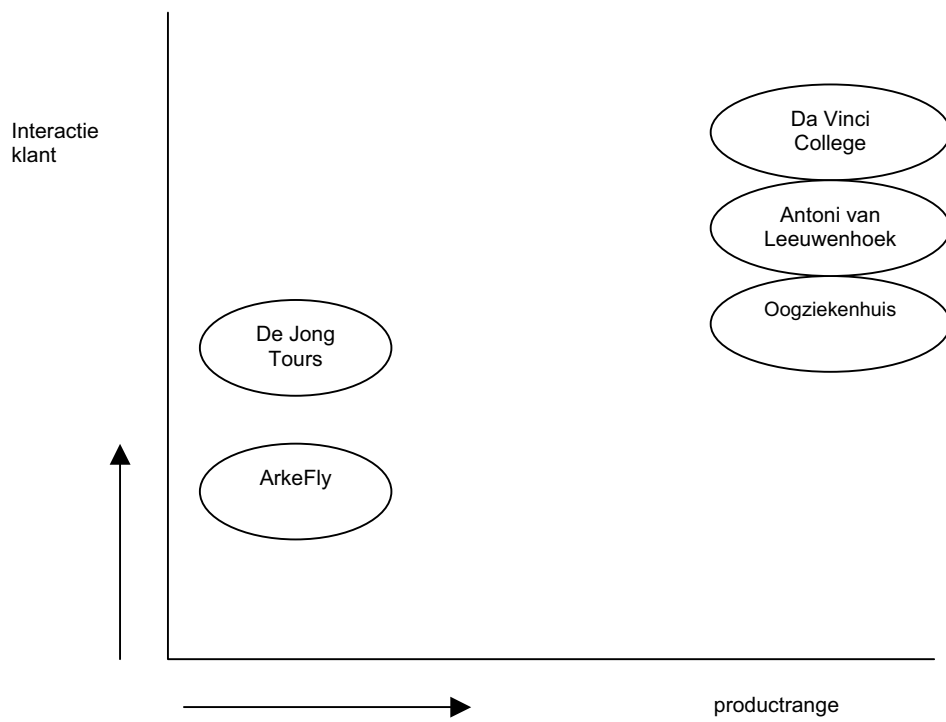 Interactie
klant
Da Vinci
College
Antoni van
Leeuwenhoek
Oogziekenhuis
De Jong
Tours
ArkeFly
productrange